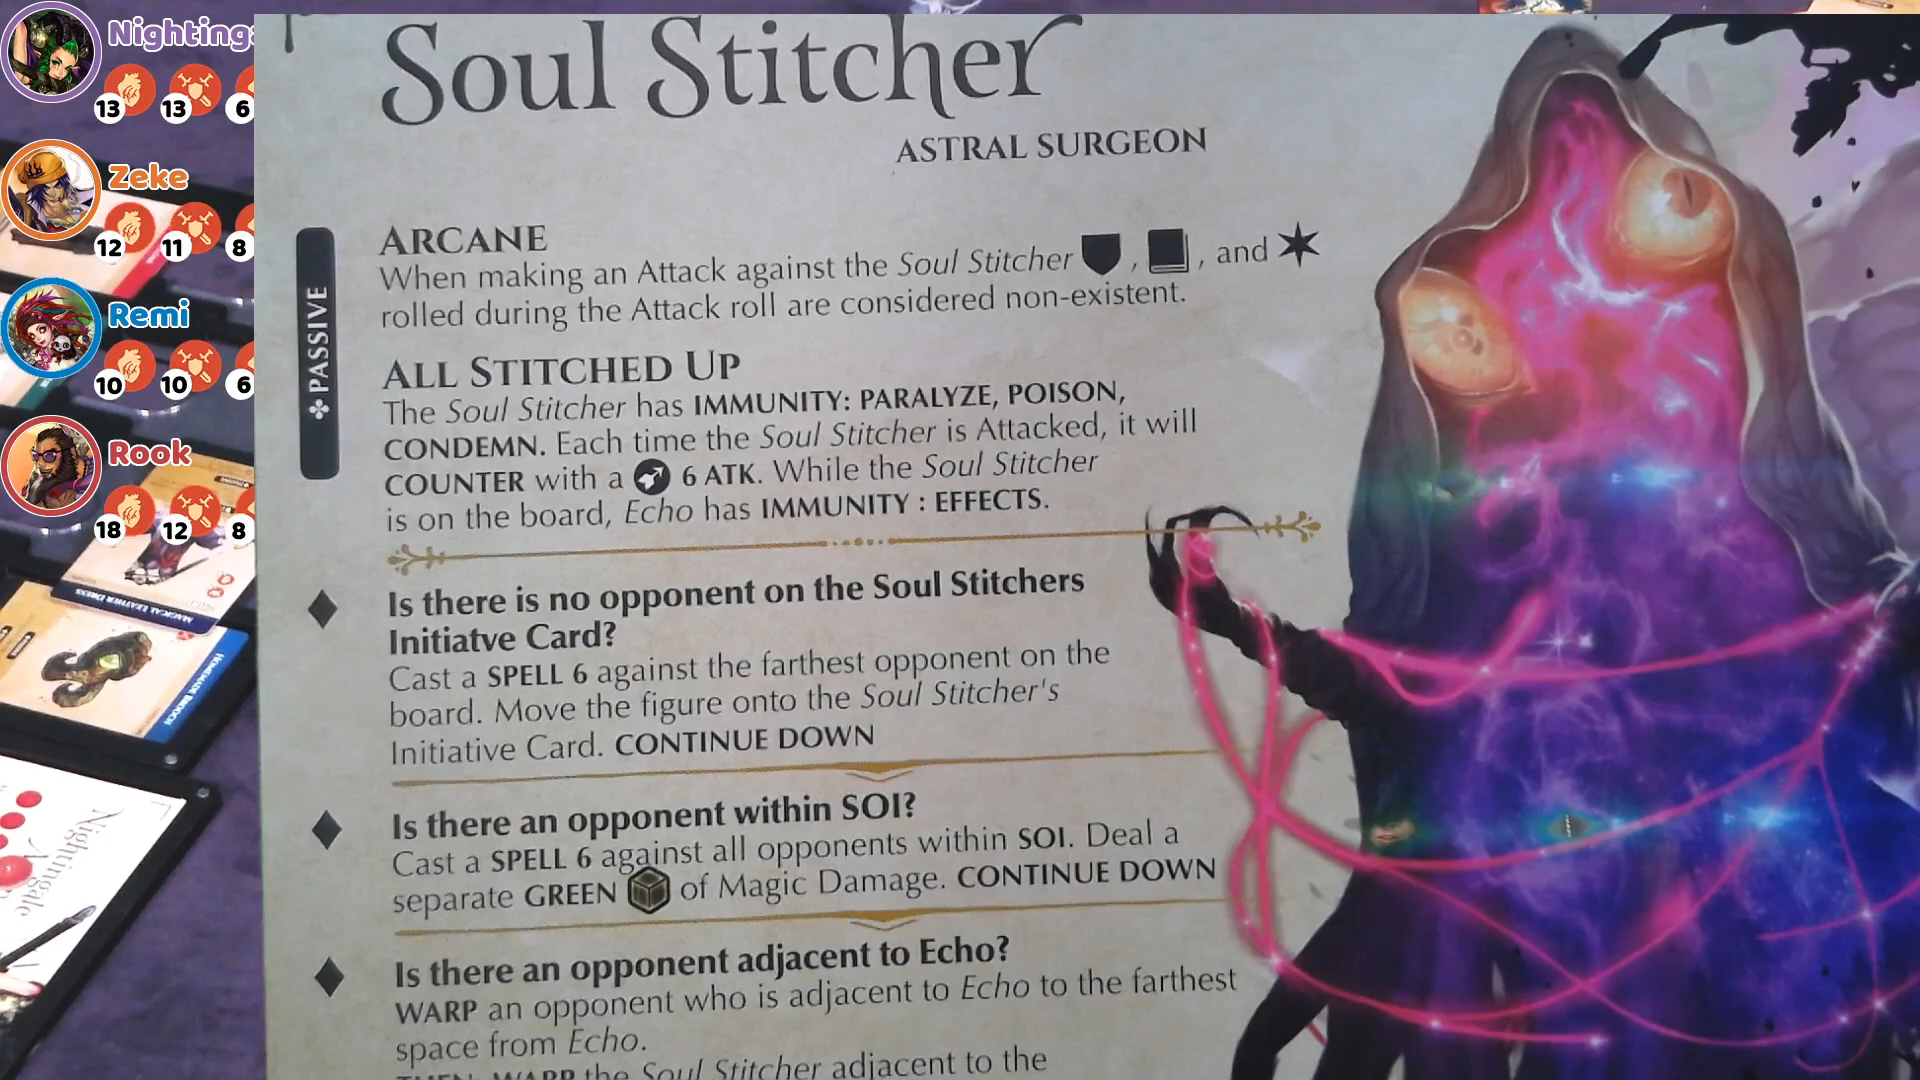 Nightinga
13 13 6
Zeke
12 11 8
Remi
10 10 6
Rook
18 12 8
MAGICAL LEATHER DRESS
HOMEMADE BROOCH
Nightingale
Soul Stitcher
ASTRAL SURGEON
PASSIVE
ARCANE
When making an Attack against the Soul Stitcher , , and
rolled during the Attack roll are considered non-existent.
ALL STITCHED UP
The Soul Stitcher has IMMUNITY: PARALYZE, POISON,
CONDEMN. Each time the Soul Stitcher is Attacked, it will
COUNTER with a 6 ATK. While the Soul Stitcher
is on the board, Echo has IMMUNITY : EFFECTS.
Is there is no opponent on the Soul Stitchers
Initiatve Card?
Cast a SPELL 6 against the farthest opponent on the
board. Move the figure onto the Soul Stitcher's
Initiative Card. CONTINUE DOWN
Is there an opponent within SOI?
Cast a SPELL 6 against all opponents within SOI. Deal a
separate GREEN of Magic Damage. CONTINUE DOWN
Is there an opponent adjacent to Echo?
WARP an opponent who is adjacent to Echo to the farthest
space from Echo.
THEN, WARP the Soul Stitcher adjacent to the